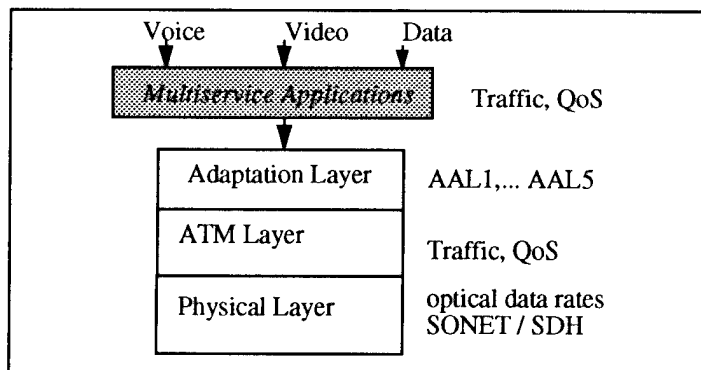 Voice Video Data
Multiservice Applications Traffic, QoS
Adaptation Layer AAL1,... AAL5
ATM Layer
Traffic, QoS
Physical Layer optical data rates
SONET / SDH